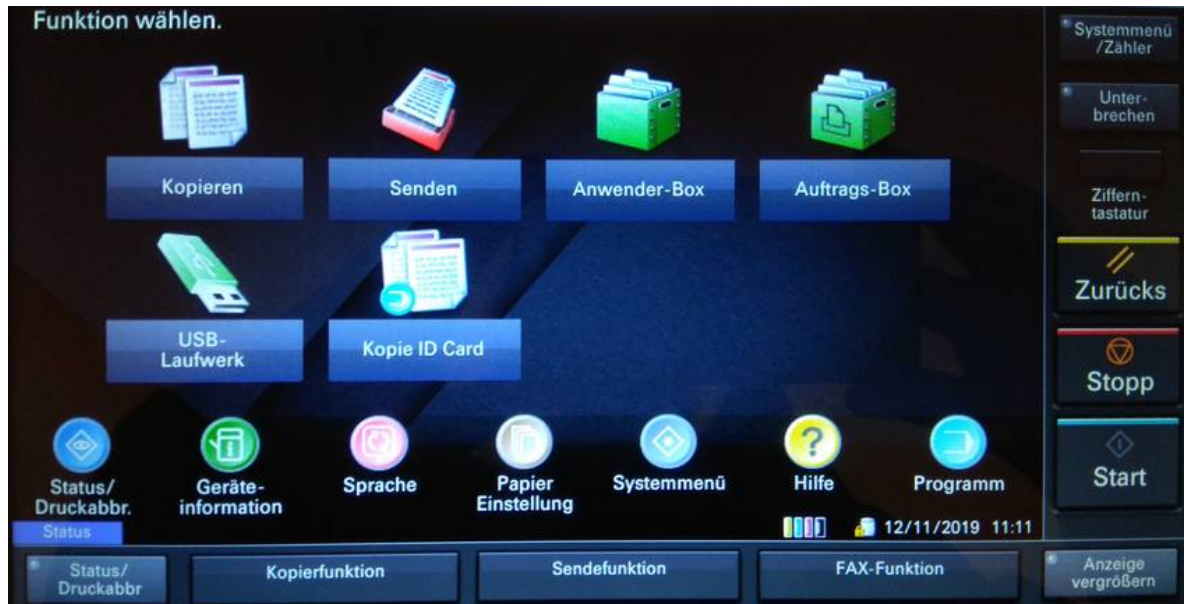 Funktion wählen.
Systemmenü
/Zähler
Unter-
brechen
Kopieren
Senden
Anwender-Box
Auftrags-Box
Ziffern-
tastatur
Zurücks
USB-
Laufwerk
Kopie ID Card
Stopp
Status/
Druckabbr.
Geräte-
information
Sprache
Papier
Einstellung
Systemmenü
?
Hilfe
Programm
Start
Status
12/11/2019 11:11
Status/
Druckabbr
Kopierfunktion
Sendefunktion
FAX-Funktion
Anzeige
vergrößern